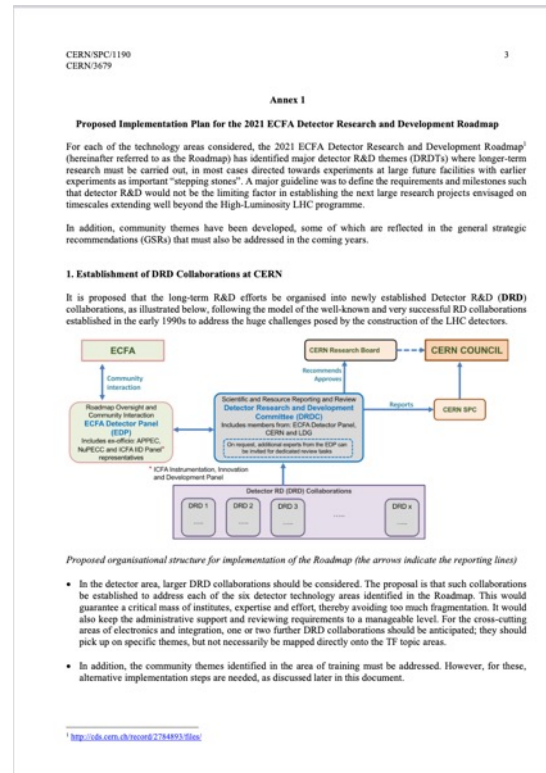 CERN/SPC/1190
CERN/3679
3
Annex 1
Proposed Implementation Plan for the 2021 ECFA Detector Research and Development Roadmap
For each of the technology areas considered, the 2021 ECFA Detector Research and Development Roadmap¹
(hereinafter referred to as the Roadmap) has identified major detector R&D themes (DRDTs) where longer-term
research must be carried out, in most cases directed towards experiments at large future facilities with earlier
experiments as important “stepping stones”. A major guideline was to define the requirements and milestones such
that detector R&D would not be the limiting factor in establishing the next large research projects envisaged on
timescales extending well beyond the High-Luminosity LHC programme.
In addition, community themes have been developed, some of which are reflected in the general strategic
recommendations (GSRs) that must also be addressed in the coming years.
1. Establishment of DRD Collaborations at CERN
It is proposed that the long-term R&D efforts be organised into newly established Detector R&D (DRD)
collaborations, as illustrated below, following the model of the well-known and very successful RD collaborations
established in the early 1990s to address the huge challenges posed by the construction of the LHC detectors.
ECFA
CERN Research Board
CERN COUNCIL
Community
interaction
Recommends
Approves
Roadmap Oversight and
Community Interaction
ECFA Detector Panel
(EDP)
Includes ex-officio: APPEC,
NuPECC and ICFA IID Panel*
representatives
Scientific and Resource Reporting and Review
Detector Research and Development
Committee (DRDC)
Includes members from: ECFA Detector Panel,
CERN and LDG
On request, additional experts from the EDP can
be invited for dedicated review tasks
Reports
CERN SPC
* ICFA Instrumentation, Innovation
and Development Panel
Detector RD (DRD) Collaborations
DRD 1
.....
DRD 2
.....
DRD 3
.....
.....
DRD x
.....
Proposed organisational structure for implementation of the Roadmap (the arrows indicate the reporting lines)
• In the detector area, larger DRD collaborations should be considered. The proposal is that such collaborations
be established to address each of the six detector technology areas identified in the Roadmap. This would
guarantee a critical mass of institutes, expertise and effort, thereby avoiding too much fragmentation. It would
also keep the administrative support and reviewing requirements to a manageable level. For the cross-cutting
areas of electronics and integration, one or two further DRD collaborations should be anticipated; they should
pick up on specific themes, but not necessarily be mapped directly onto the TF topic areas.
• In addition, the community themes identified in the area of training must be addressed. However, for these,
alternative implementation steps are needed, as discussed later in this document.
¹ http://cds.cern.ch/record/2784893/files/